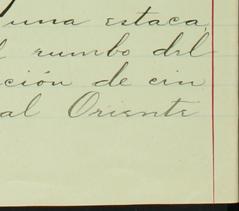 una estaca
rumbo del
ción de cin
al Oriente